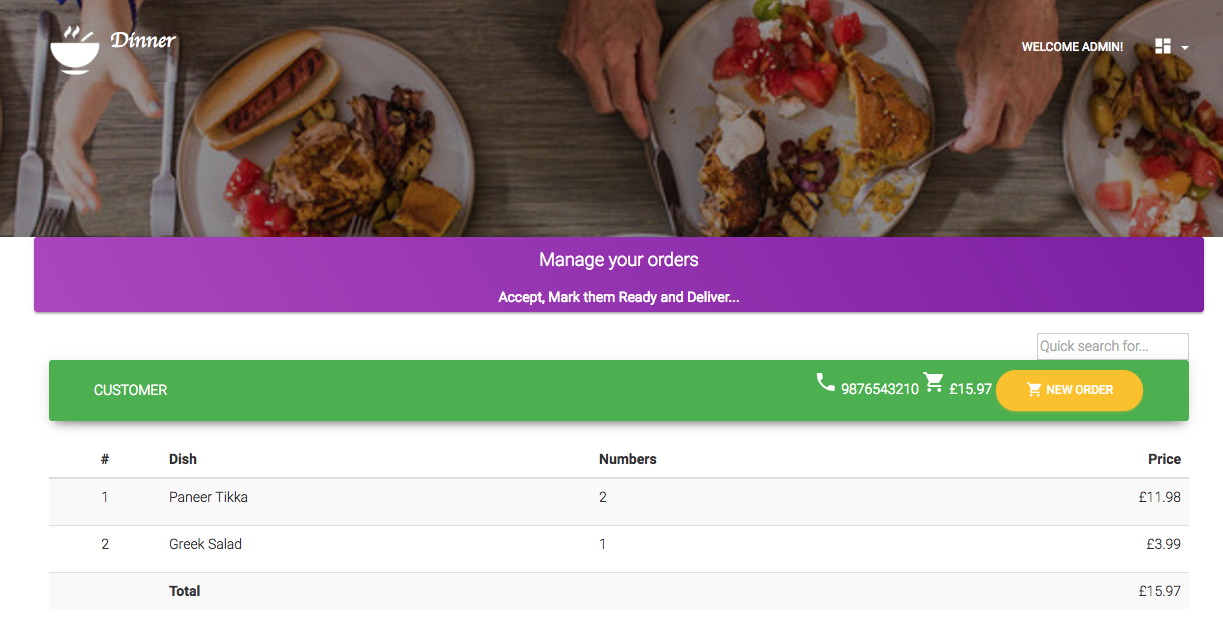 Dinner
WELCOME ADMIN!
Manage your orders
Accept, Mark them Ready and Deliver...
Quick search for...
CUSTOMER 9876543210 £15.97 NEW ORDER
# Dish Numbers Price
1 Paneer Tikka 2 £11.98
2 Greek Salad 1 £3.99
Total £15.97